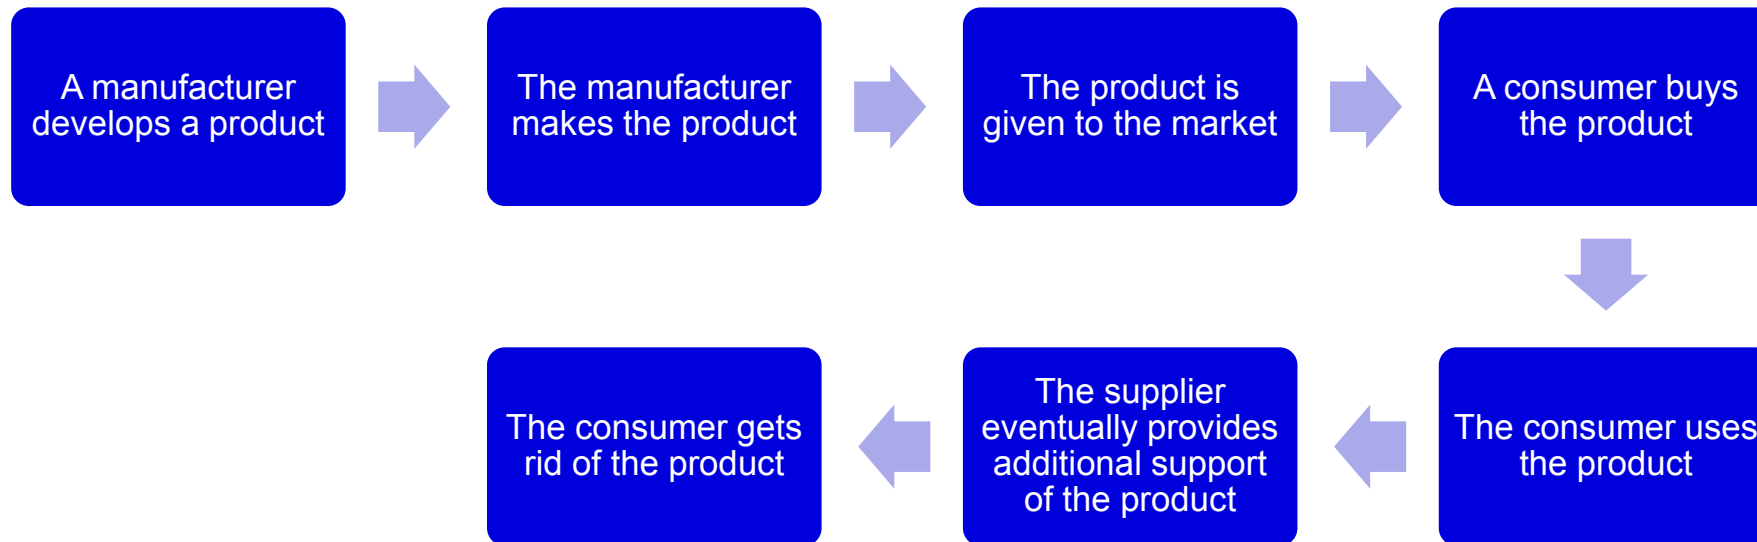 A manufacturer
develops a product
The manufacturer
makes the product
The product is
given to the market
A consumer buys
the product
The consumer uses
the product
The supplier
eventually provides
additional support
of the product
The consumer gets
rid of the product